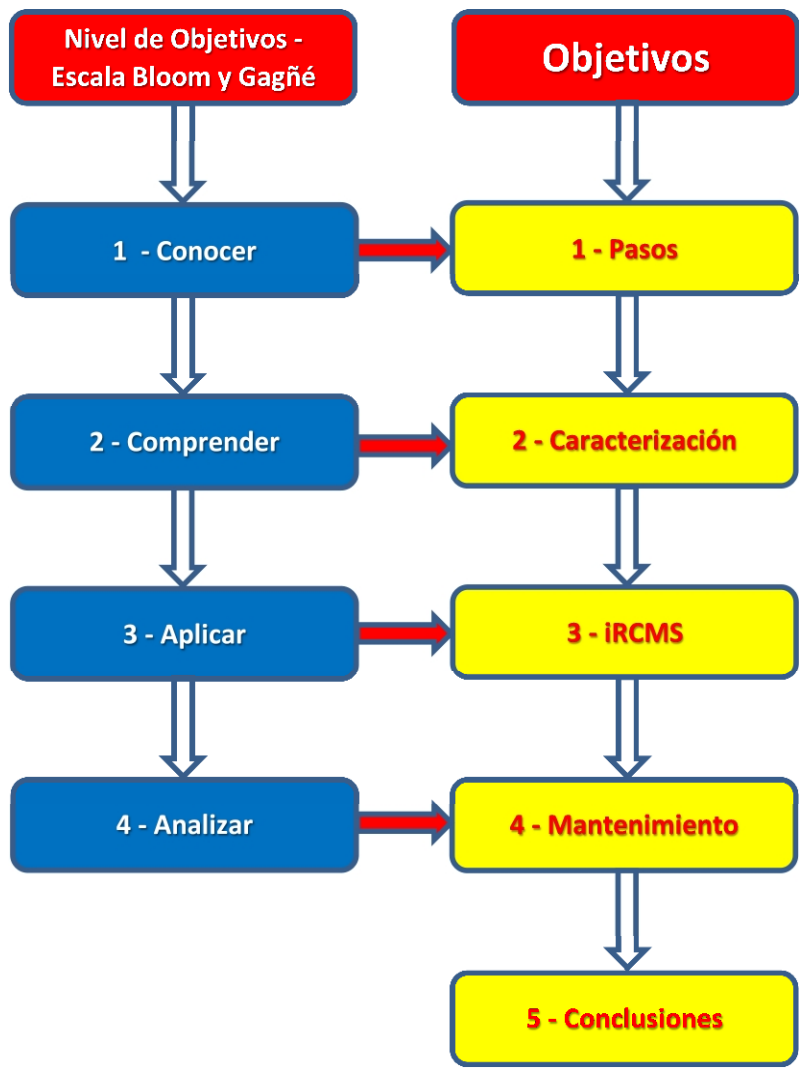 Nivel de Objetivos -
Escala Bloom y Gagñé
Objetivos
1 - Conocer
1 - Pasos
2 - Comprender
2 - Caracterización
3 - Aplicar
3 - iRCMS
4 - Analizar
4 - Mantenimiento
5 - Conclusiones